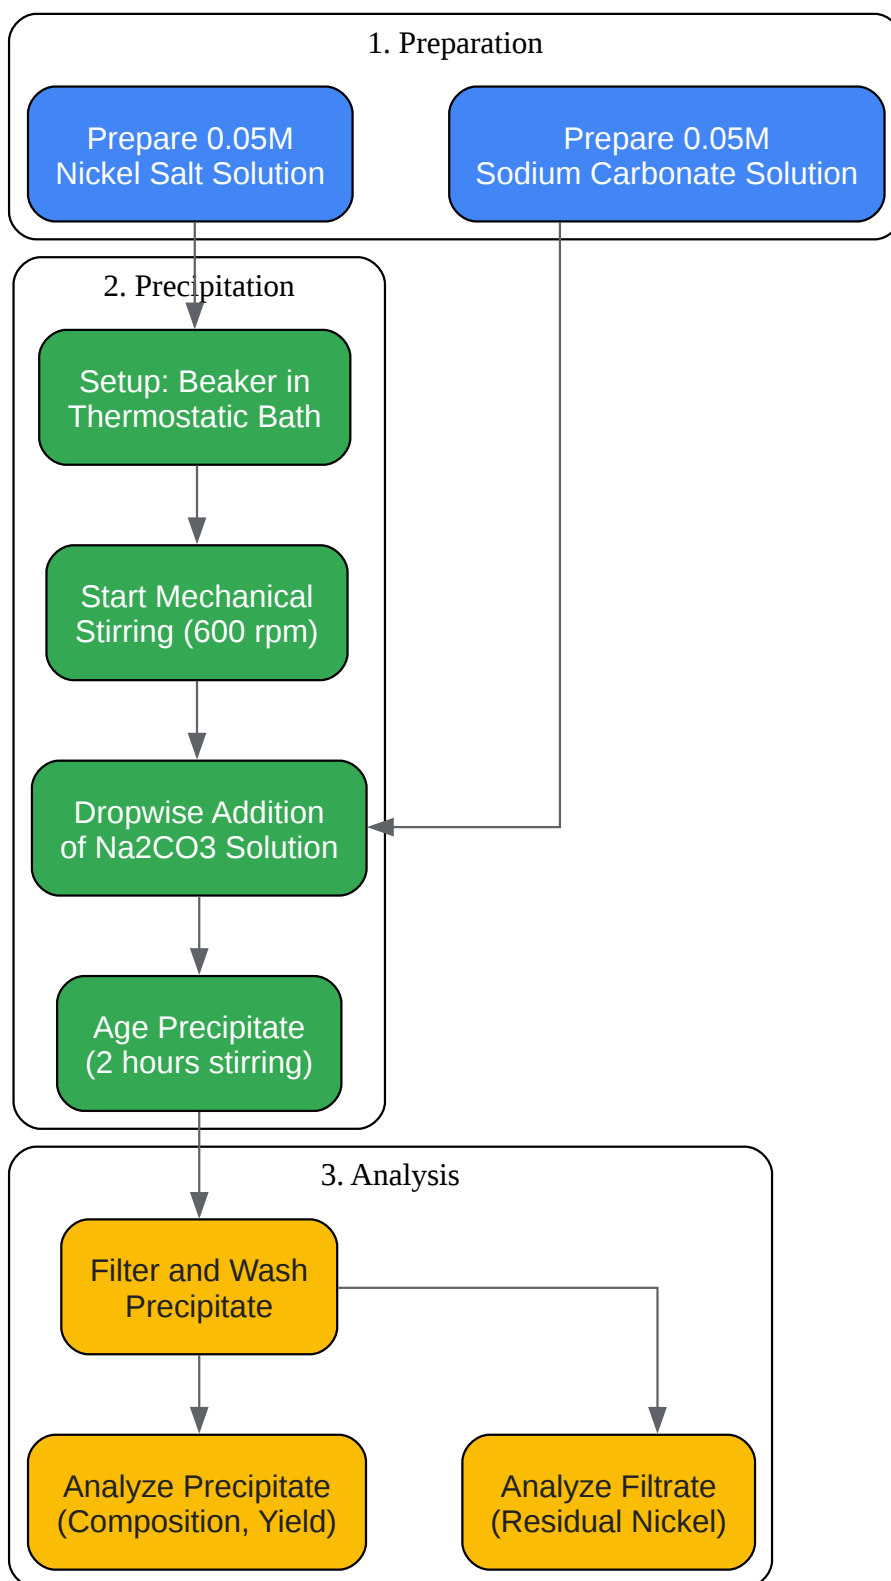 1. Preparation
Prepare 0.05M
Nickel Salt Solution
Prepare 0.05M
Sodium Carbonate Solution
2. Precipitation
Setup: Beaker in
Thermostatic Bath
Start Mechanical
Stirring (600 rpm)
Dropwise Addition
of Na2CO3 Solution
Age Precipitate
(2 hours stirring)
3. Analysis
Filter and Wash
Precipitate
Analyze Precipitate
(Composition, Yield)
Analyze Filtrate
(Residual Nickel)